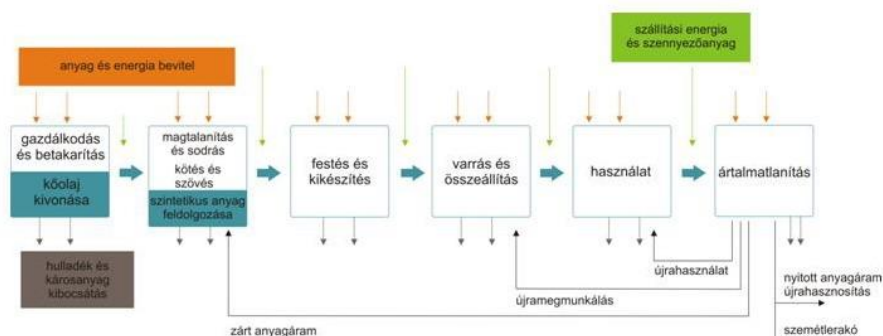 anyag és energia bevitel
szállítási energia
és szennyezőanyag
gazdálkodás
és betakarítás
kőolaj
kivonása
magtalanítás
és sodrás
kötés és
szövés
szintetikus anyag
feldolgozása
festés és
kikészítés
varrás és
összeállítás
használat
ártalmatlanítás
hulladék és
károsanyag
kibocsátás
újrahasználat
újramegmunkálás
zárt anyagáram
nyitott anyagáram
újrahasznosítás
szemétlerakó